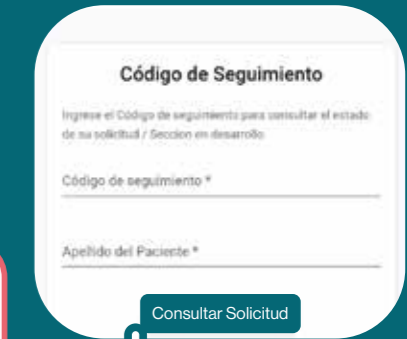 Código de Seguimiento
Ingrese el Código de seguimiento para consultar el estado
de su solicitud / Seccion en desarrollo
Código de seguimiento *
Apellido del Paciente *
Consultar Solicitud